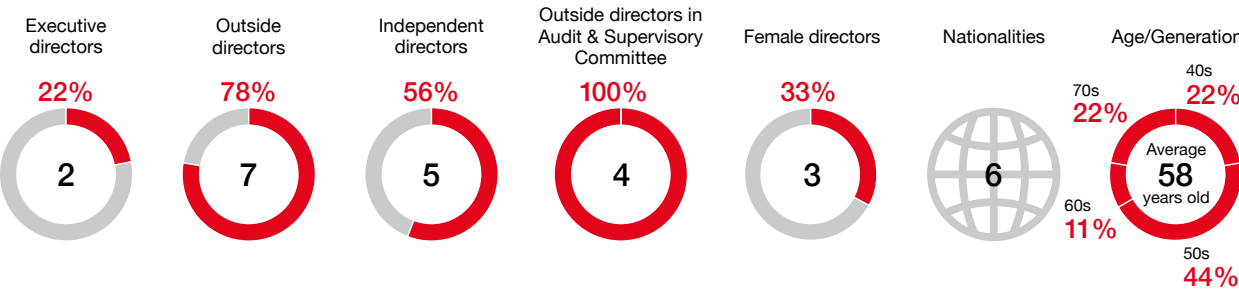 Executive
directors
22%
2
Outside
directors
78%
7
Independent
directors
56%
5
Outside directors in
Audit & Supervisory
Committee
100%
4
Female directors
33%
3
Nationalities
6
Age/Generation
40s
22%
70s
22%
Average
58
years old
60s
11%
50s
44%